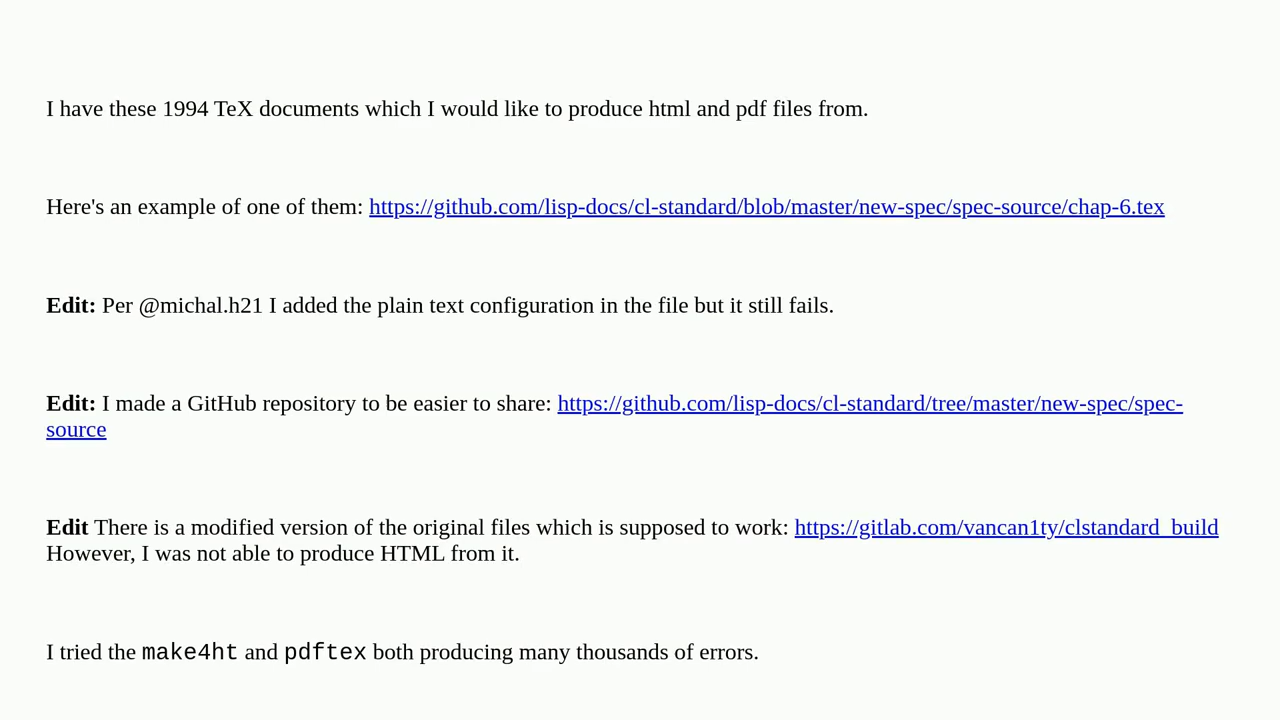 I have these 1994 TeX documents which I would like to produce html and pdf files from.
Here's an example of one of them: https://github.com/lisp-docs/cl-standard/blob/master/new-spec/spec-source/chap-6.tex
Edit: Per @michal.h21 I added the plain text configuration in the file but it still fails.
Edit: I made a GitHub repository to be easier to share: https://github.com/lisp-docs/cl-standard/tree/master/new-spec/spec-
source
Edit There is a modified version of the original files which is supposed to work: https://gitlab.com/vancan1ty/clstandard_build
However, I was not able to produce HTML from it.
I tried the make4ht and pdftex both producing many thousands of errors.